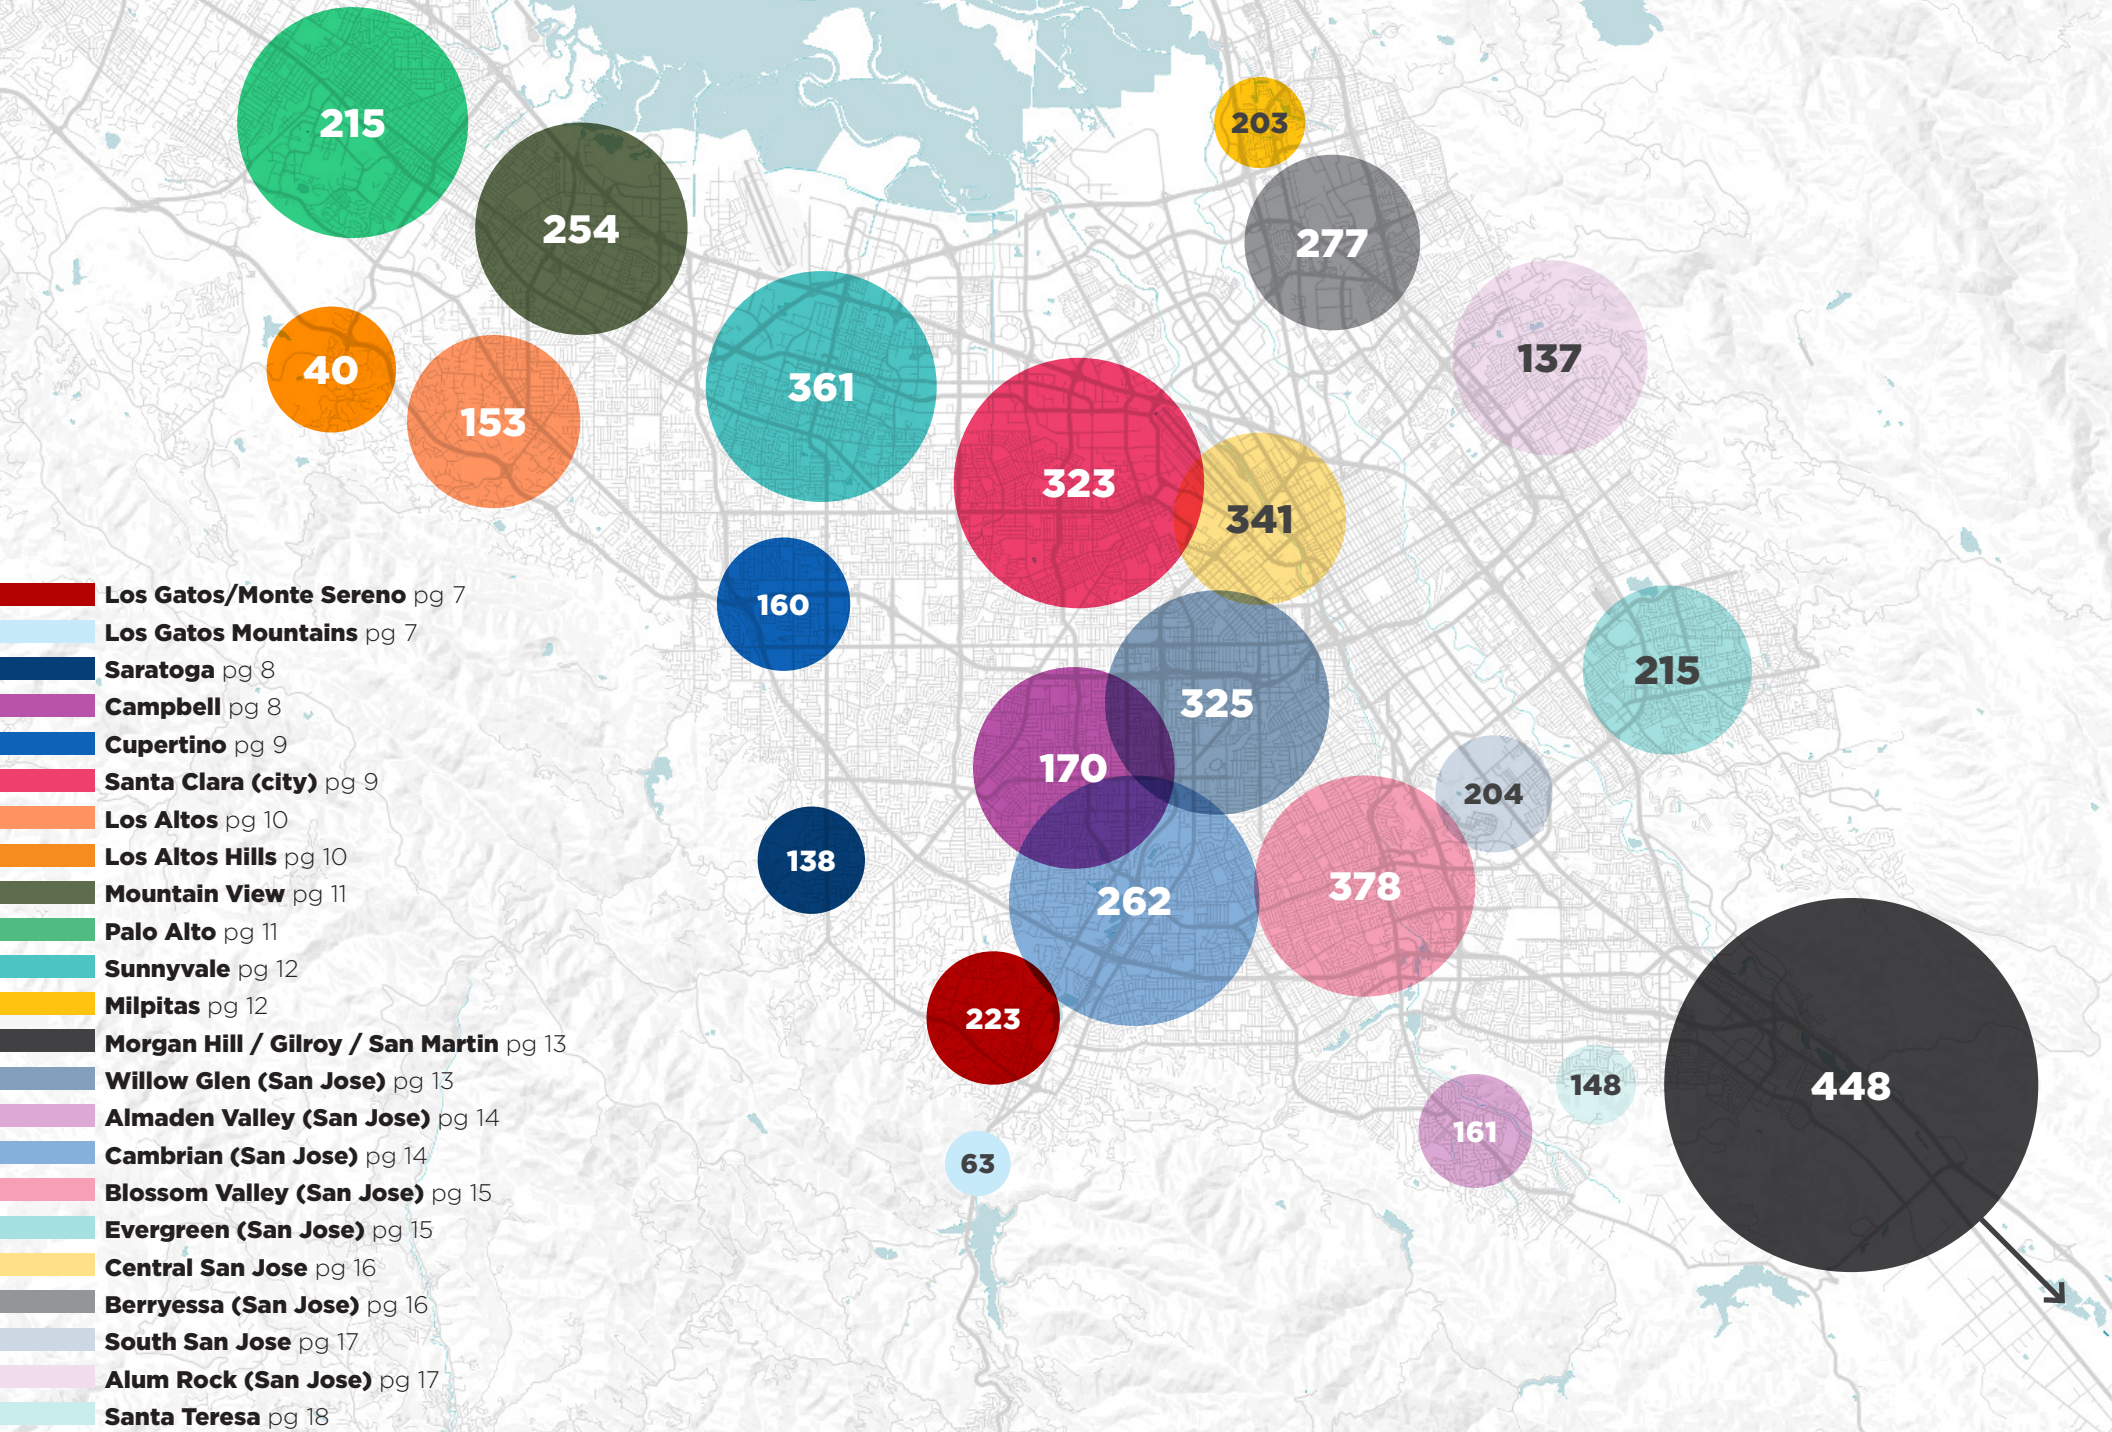 215
203
254
277
137
40
361
153
323
341
160
215
325
170
204
138
378
262
223
148
448
161
63
Los Gatos/Monte Sereno pg 7
Los Gatos Mountains pg 7
Saratoga pg 8
Campbell pg 8
Cupertino pg 9
Santa Clara (city) pg 9
Los Altos pg 10
Los Altos Hills pg 10
Mountain View pg 11
Palo Alto pg 11
Sunnyvale pg 12
Milpitas pg 12
Morgan Hill / Gilroy / San Martin pg 13
Willow Glen (San Jose) pg 13
Almaden Valley (San Jose) pg 14
Cambrian (San Jose) pg 14
Blossom Valley (San Jose) pg 15
Evergreen (San Jose) pg 15
Central San Jose pg 16
Berryessa (San Jose) pg 16
South San Jose pg 17
Alum Rock (San Jose) pg 17
Santa Teresa pg 18